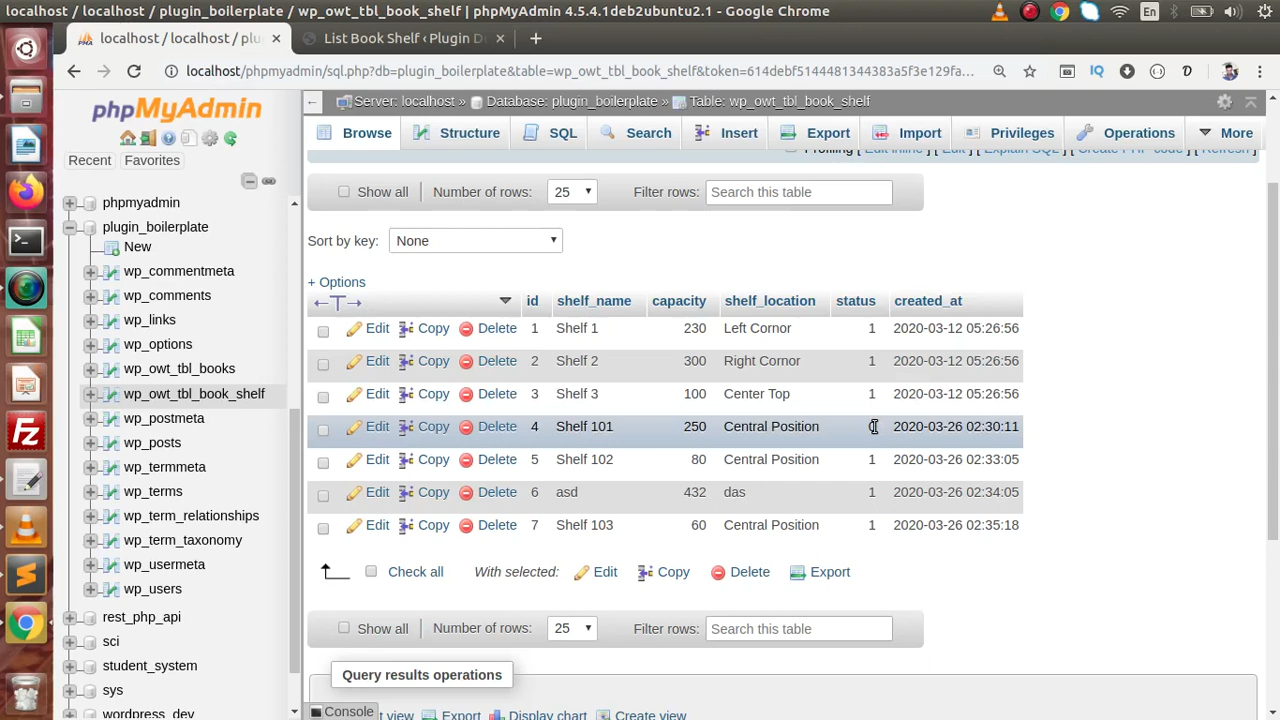 localhost / localhost / plugin_boilerplate / wp_owt_tbl_book_shelf | phpMyAdmin 4.5.4.1deb2ubuntu2.1 - Google Chrome
En
localhost / localhost / plu
List Book Shelf ‹ Plugin D
localhost/phpmyadmin/sql.php?db=plugin_boilerplate&table=wp_owt_tbl_book_shelf&token=614debf5144481344383a5f3e129fa...
phpMyAdmin
Recent Favorites
phpmyadmin
plugin_boilerplate
New
wp_commentmeta
wp_comments
wp_links
wp_options
wp_owt_tbl_books
wp_owt_tbl_book_shelf
wp_postmeta
wp_posts
wp_termmeta
wp_terms
wp_term_relationships
wp_term_taxonomy
wp_usermeta
wp_users
rest_php_api
sci
student_system
sys
wordpress_dev
Server: localhost » Database: plugin_boilerplate » Table: wp_owt_tbl_book_shelf
Browse Structure SQL Search Insert Export Import Privileges Operations More
Profiling [ Edit inline ] [ Edit ] [ Explain SQL ] [ Create PHP code ] [ Refresh ]
Show all Number of rows: 25 Filter rows: Search this table
Sort by key: None
+ Options
id shelf_name capacity shelf_location status created_at
Edit Copy Delete 1 Shelf 1 230 Left Cornor 1 2020-03-12 05:26:56
Edit Copy Delete 2 Shelf 2 300 Right Cornor 1 2020-03-12 05:26:56
Edit Copy Delete 3 Shelf 3 100 Center Top 1 2020-03-12 05:26:56
Edit Copy Delete 4 Shelf 101 250 Central Position 2020-03-26 02:30:11
Edit Copy Delete 5 Shelf 102 80 Central Position 1 2020-03-26 02:33:05
Edit Copy Delete 6 asd 432 das 1 2020-03-26 02:34:05
Edit Copy Delete 7 Shelf 103 60 Central Position 1 2020-03-26 02:35:18
Check all With selected: Edit Copy Delete Export
Show all Number of rows: 25 Filter rows: Search this table
Query results operations
Console
view Export Display chart Create view